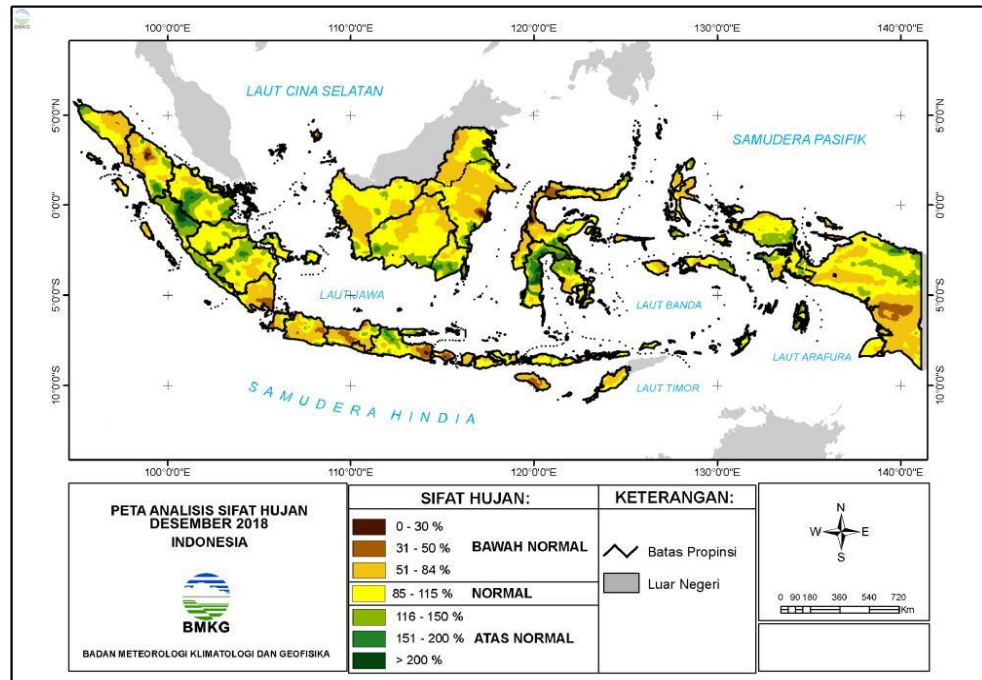 BMKG
100°0'0"E 110°0'0"E 120°0'0"E 130°0'0"E 140°0'0"E
5°0'0"N
0°0'0"
5°0'0"S
10°0'0"S
LAUT CINA SELATAN
SAMUDERA PASIFIK
LAUT JAWA
LAUT BANDA
LAUT ARAFURA
LAUT TIMOR
SAMUDERA HINDIA
5°0'0"N
0°0'0"
5°0'0"S
10°0'0"S
100°0'0"E 110°0'0"E 120°0'0"E 130°0'0"E 140°0'0"E
PETA ANALISIS SIFAT HUJAN
DESEMBER 2018
INDONESIA
BMKG
BADAN METEOROLOGI KLIMATOLOGI DAN GEOFISIKA
SIFAT HUJAN:
0 - 30 %
31 - 50 % BAWAH NORMAL
51 - 84 %
85 - 115 % NORMAL
116 - 150 %
151 - 200 % ATAS NORMAL
> 200 %
KETERANGAN:
Batas Propinsi
Luar Negeri
N
W E
S
0 90 180 360 540 720
Km